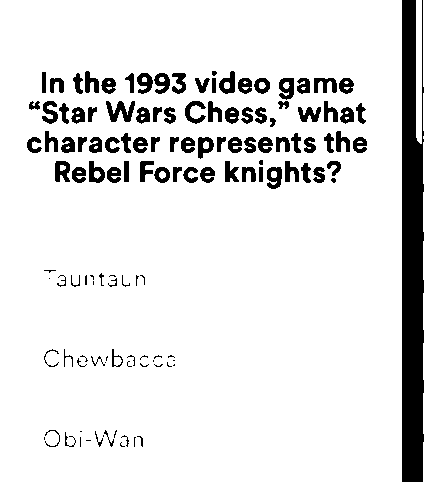 In the 1993 video game
“Star Wars Chess,” what
character represents the
Rebel Force knights?
Tauntaun
Chewbacca
Obi-Wan